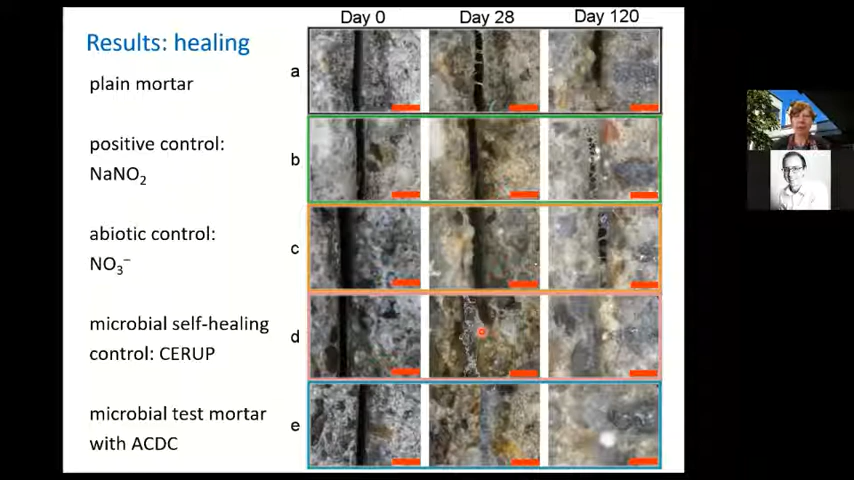 Day 0 Day 28 Day 120
Results: healing
a
plain mortar
positive control:
b
NaNO₂
abiotic control:
c
NO₃⁻
microbial self-healing
d
control: CERUP
microbial test mortar
e
with ACDC